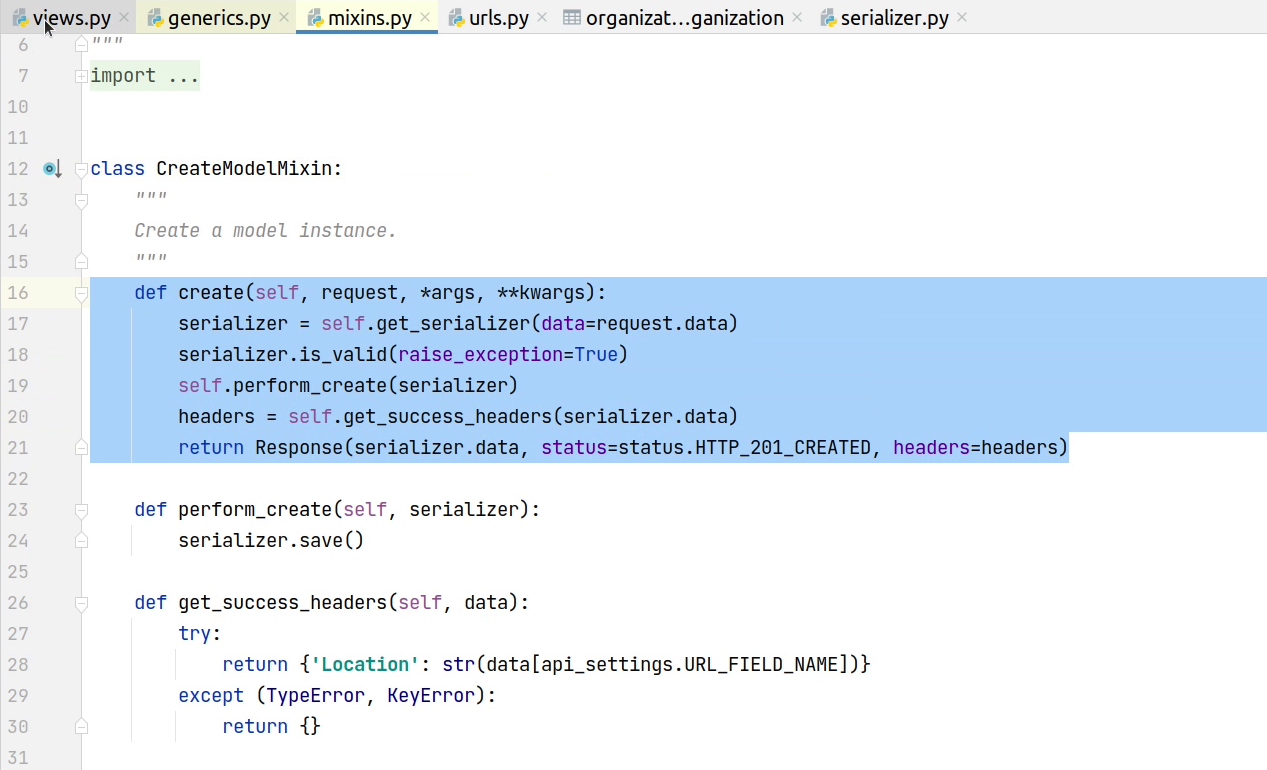 views.py generics.py mixins.py urls.py organizat...ganization serializer.py
6 """
7 import ...
10
11
12 class CreateModelMixin:
13     """
14     Create a model instance.
15     """
16     def create(self, request, *args, **kwargs):
17         serializer = self.get_serializer(data=request.data)
18         serializer.is_valid(raise_exception=True)
19         self.perform_create(serializer)
20         headers = self.get_success_headers(serializer.data)
21         return Response(serializer.data, status=status.HTTP_201_CREATED, headers=headers)
22
23     def perform_create(self, serializer):
24         serializer.save()
25
26     def get_success_headers(self, data):
27         try:
28             return {'Location': str(data[api_settings.URL_FIELD_NAME])}
29         except (TypeError, KeyError):
30             return {}
31